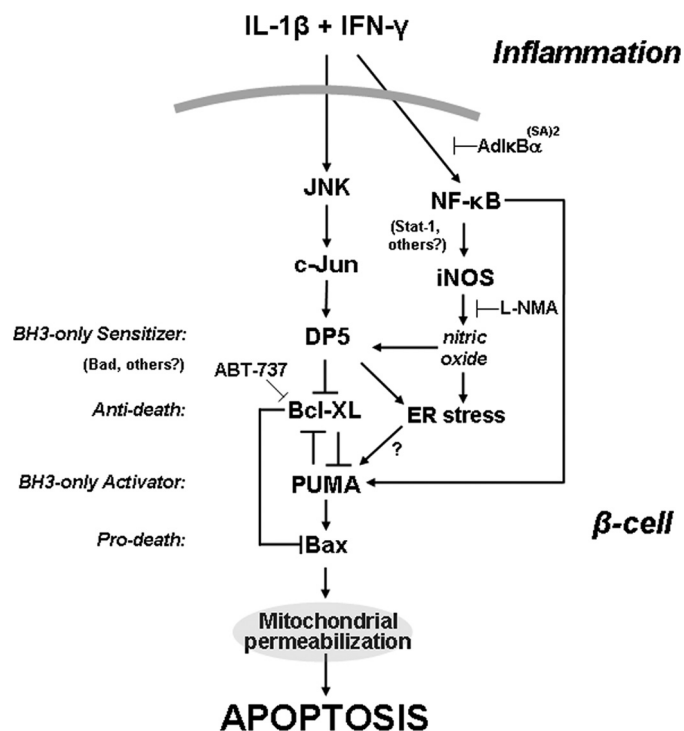 IL-1β + IFN-γ
Inflammation
AdIκBα(SA)2
JNK
NF-κB
(Stat-1,
others?)
c-Jun
iNOS
L-NMA
BH3-only Sensitizer:
DP5
nitric
oxide
(Bad, others?)
ABT-737
Anti-death:
Bcl-XL
ER stress
?
BH3-only Activator:
PUMA
β-cell
Pro-death:
Bax
Mitochondrial
permeabilization
APOPTOSIS